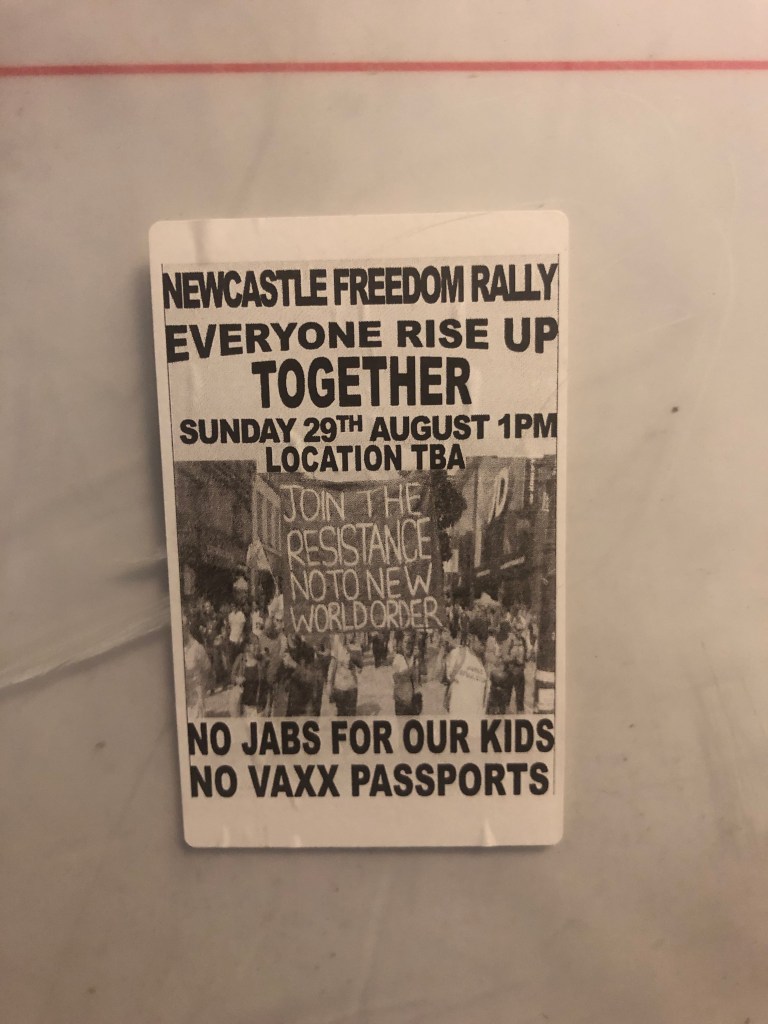 NEWCASTLE FREEDOM RALLY
EVERYONE RISE UP
TOGETHER
SUNDAY 29TH AUGUST 1PM
LOCATION TBA
JOIN THE
RESISTANCE
NO TO NEW
WORLD ORDER
NO JABS FOR OUR KIDS
NO VAXX PASSPORTS